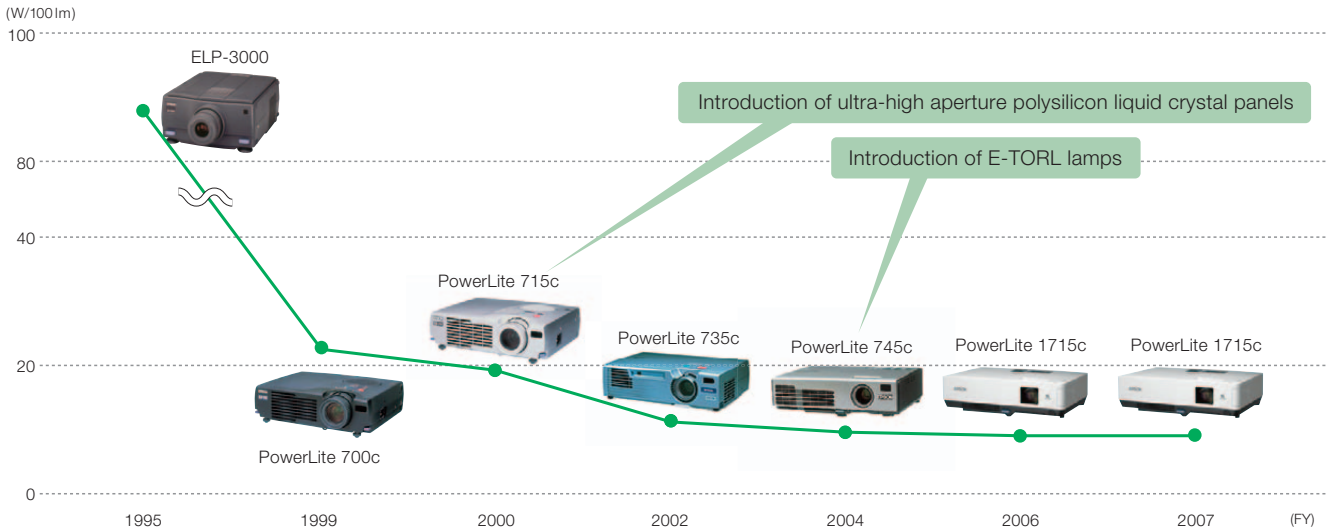 (W/100 lm)
100
ELP-3000
Introduction of ultra-high aperture polysilicon liquid crystal panels
80
Introduction of E-TORL lamps
40
PowerLite 715c
PowerLite 735c
PowerLite 745c
PowerLite 1715c
PowerLite 1715c
20
PowerLite 700c
0
1995
1999
2000
2002
2004
2006
2007
(FY)